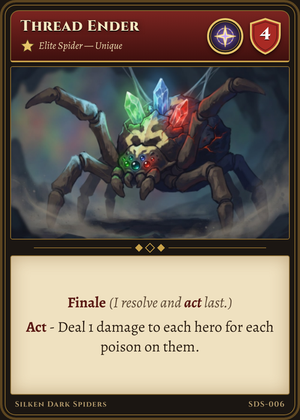 Thread Ender
4
Elite Spider — Unique
Finale (I resolve and act last.)
Act - Deal 1 damage to each hero for each
poison on them.
Silken Dark Spiders
SDS-006